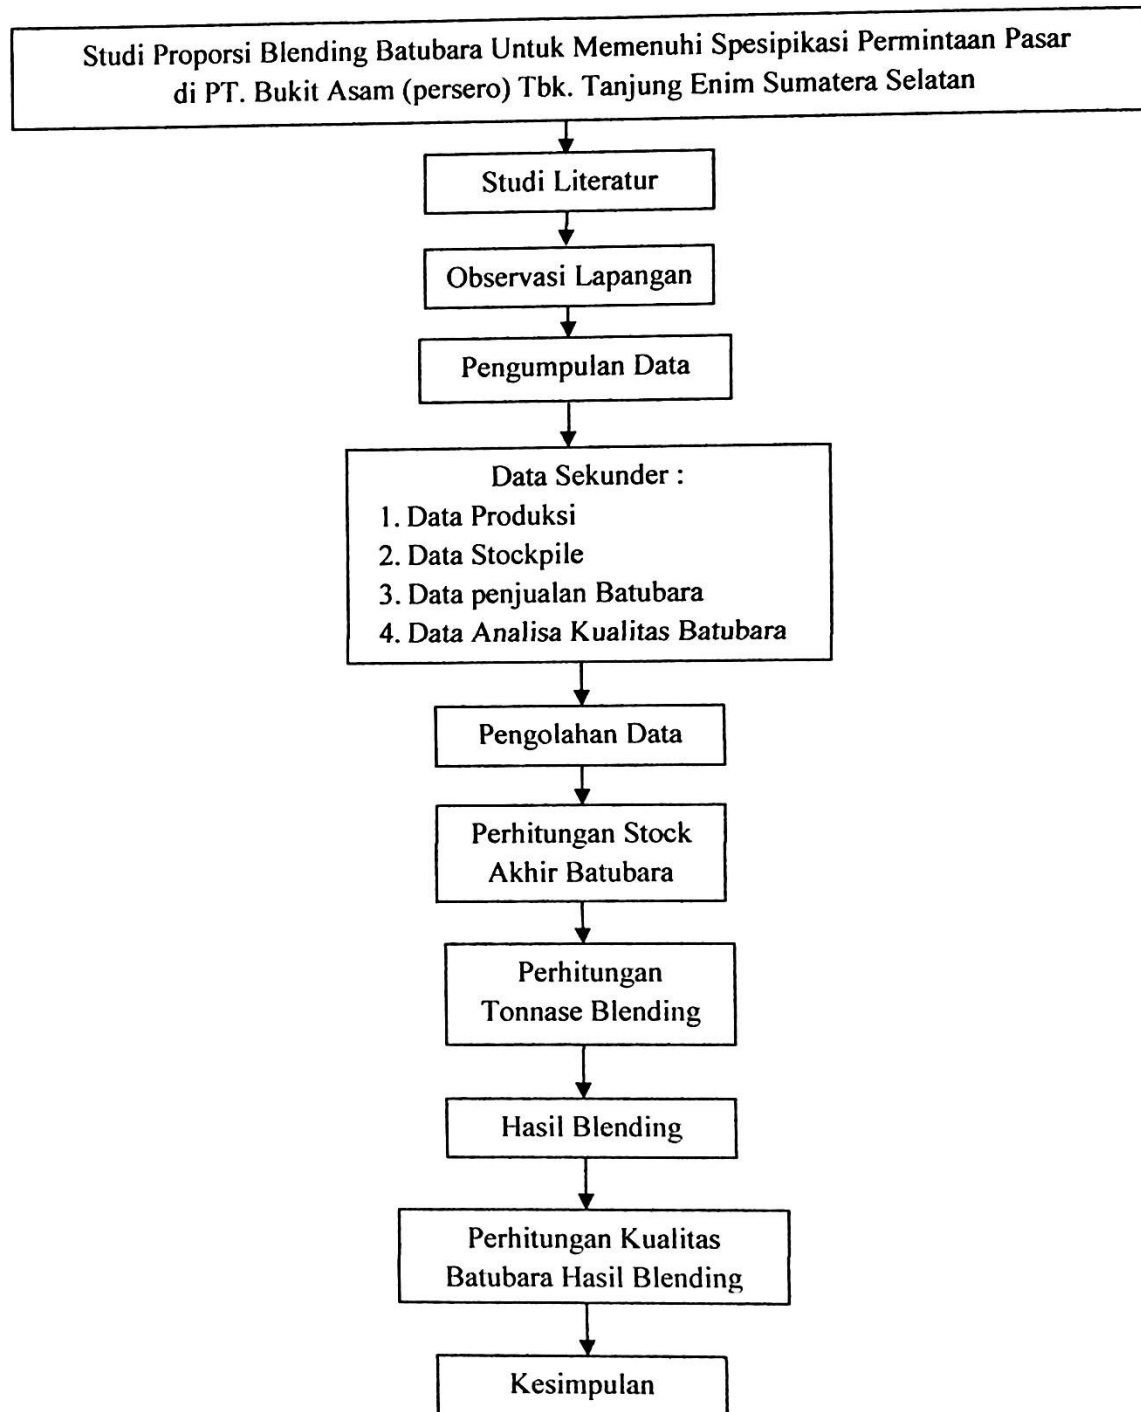 Studi Proporsi Blending Batubara Untuk Memenuhi Spesipikasi Permintaan Pasar
di PT. Bukit Asam (persero) Tbk. Tanjung Enim Sumatera Selatan
Studi Literatur
Observasi Lapangan
Pengumpulan Data
Data Sekunder :
1. Data Produksi
2. Data Stockpile
3. Data penjualan Batubara
4. Data Analisa Kualitas Batubara
Pengolahan Data
Perhitungan Stock
Akhir Batubara
Perhitungan
Tonnase Blending
Hasil Blending
Perhitungan Kualitas
Batubara Hasil Blending
Kesimpulan